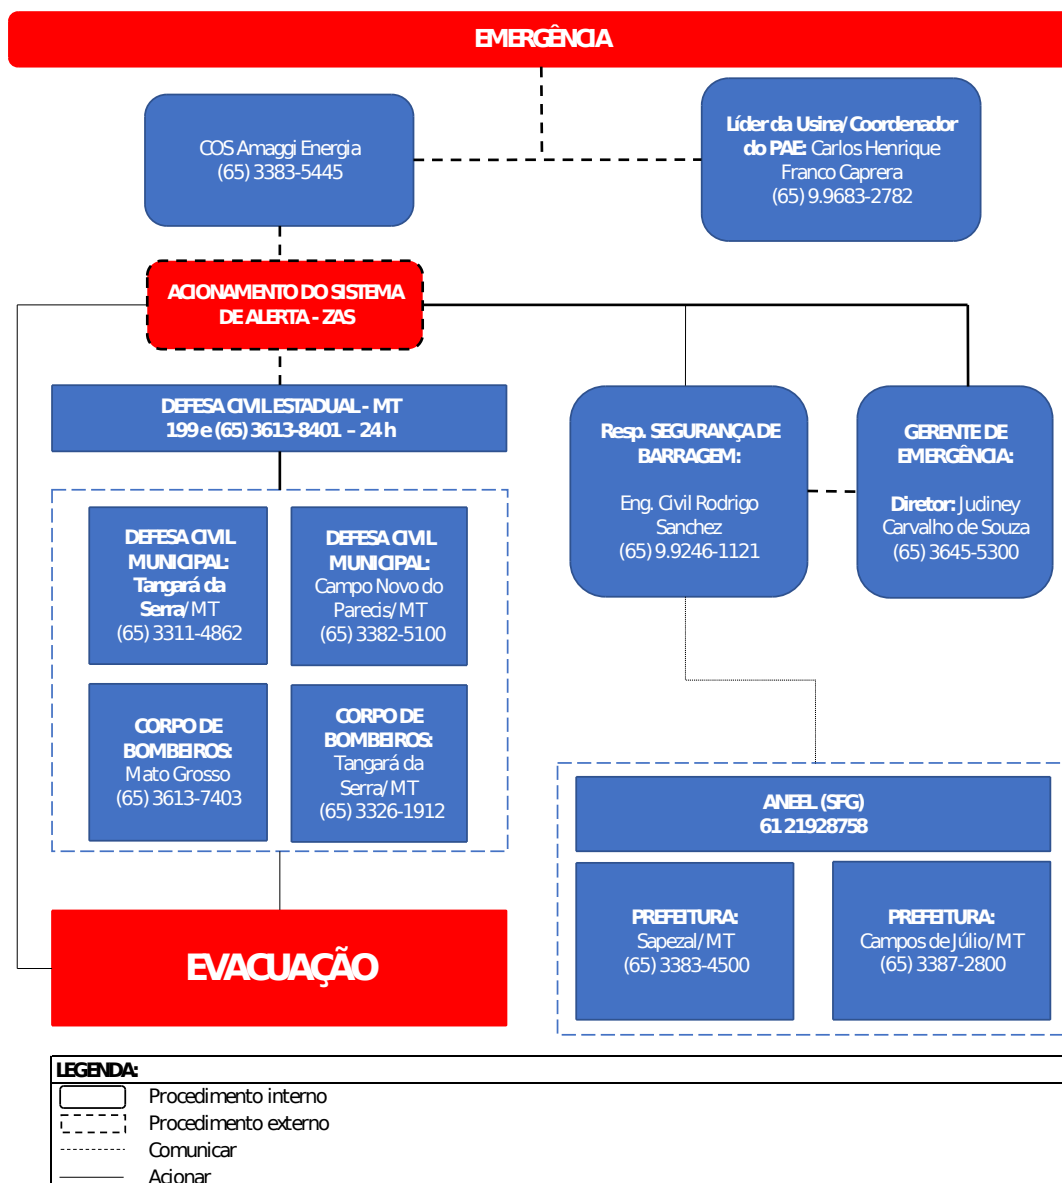 EMERGÊNCIA
COS Amaggi Energia
(65) 3383-5445
Líder da Usina/Coordenador
do PAE: Carlos Henrique
Franco Caprera
(65) 9.9683-2782
ACIONAMENTO DO SISTEMA
DE ALERTA - ZAS
DEFESA CIVIL ESTADUAL - MT
199 e (65) 3613-8401 – 24 h
Resp. SEGURANÇA DE
BARRAGEM:
Eng. Civil Rodrigo
Sanchez
(65) 9.9246-1121
GERENTE DE
EMERGÊNCIA:
Diretor: Judiney
Carvalho de Souza
(65) 3645-5300
DEFESA CIVIL
MUNICIPAL:
Tangará da
Serra/MT
(65) 3311-4862
DEFESA CIVIL
MUNICIPAL:
Campo Novo do
Parecis/MT
(65) 3382-5100
CORPO DE
BOMBEIROS:
Mato Grosso
(65) 3613-7403
CORPO DE
BOMBEIROS:
Tangará da
Serra/MT
(65) 3326-1912
ANEEL (SFG)
61 21928758
PREFEITURA:
Sapezal/MT
(65) 3383-4500
PREFEITURA:
Campos de Júlio/MT
(65) 3387-2800
EVACUAÇÃO
LEGENDA:
Procedimento interno
Procedimento externo
Comunicar
Acionar